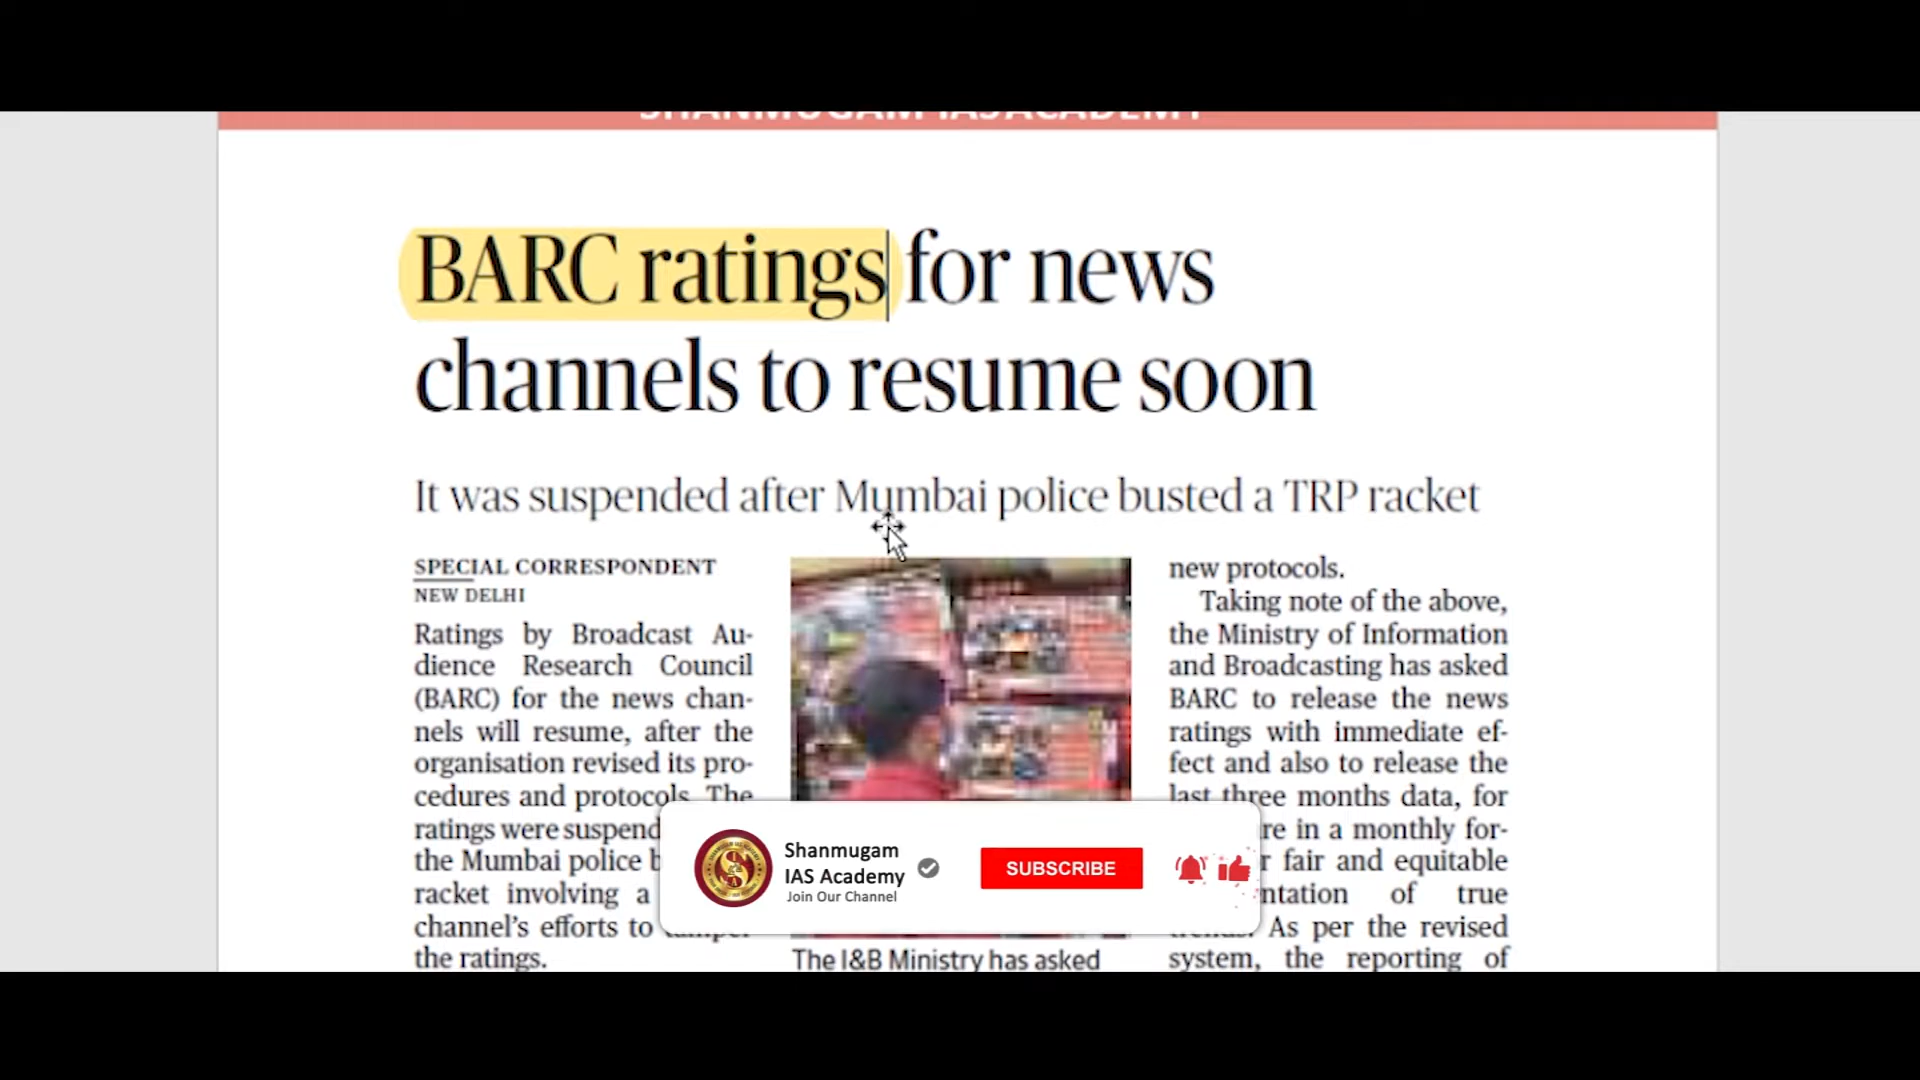 SHANMUGAM IAS ACADEMY
BARC ratings for news
channels to resume soon
It was suspended after Mumbai police busted a TRP racket
SPECIAL CORRESPONDENT
NEW DELHI
Ratings by Broadcast Au-
dience Research Council
(BARC) for the news chan-
nels will resume, after the
organisation revised its pro-
cedures and protocols. The
ratings were suspend
the Mumbai police b
racket involving a
channel's efforts to tamper
the ratings.
The I&B Ministry has asked
new protocols.
Taking note of the above,
the Ministry of Information
and Broadcasting has asked
BARC to release the news
ratings with immediate ef-
fect and also to release the
last three months data, for
re in a monthly for-
r fair and equitable
ntation of true
trends. As per the revised
system, the reporting of
Shanmugam
IAS Academy
Join Our Channel
SUBSCRIBE